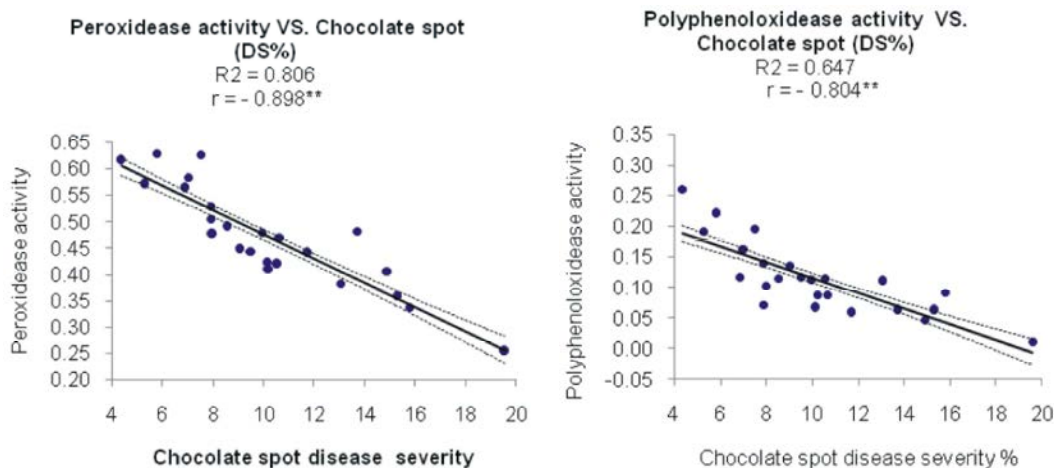 Peroxidease activity VS. Chocolate spot
(DS%)
R2 = 0.806
r = - 0.898**
0.65
0.60
0.55
0.50
0.45
0.40
0.35
0.30
0.25
0.20
Peroxidease activity
4 6 8 10 12 14 16 18 20
Chocolate spot disease severity
Polyphenoloxidease activity VS.
Chocolate spot (DS%)
R2 = 0.647
r = - 0.804**
0.35
0.30
0.25
0.20
0.15
0.10
0.05
0.00
-0.05
Polyphenoloxidease activity
4 6 8 10 12 14 16 18 20
Chocolate spot disease severity %